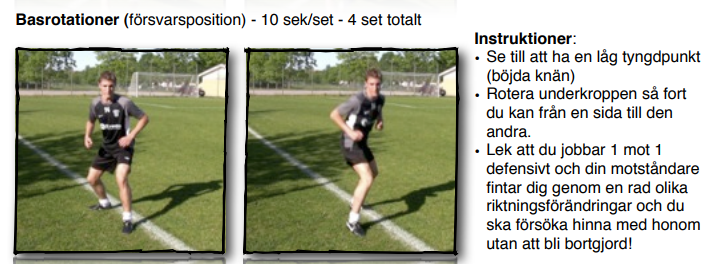 Basrotationer (försvarsposition) - 10 sek/set - 4 set totalt
Instruktioner:
• Se till att ha en låg tyngdpunkt
(böjda knän)
• Rotera underkroppen så fort
du kan från en sida till den
andra.
• Lek att du jobbar 1 mot 1
defensivt och din motståndare
fintar dig genom en rad olika
riktningsförändringar och du
ska försöka hinna med honom
utan att bli bortgjord!